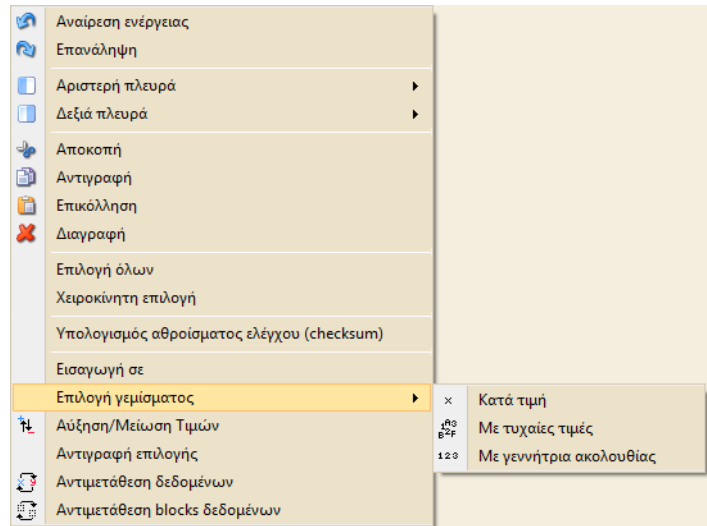 Αναίρεση ενέργειας
Επανάληψη
Αριστερή πλευρά
Δεξιά πλευρά
Αποκοπή
Αντιγραφή
Επικόλληση
Διαγραφή
Επιλογή όλων
Χειροκίνητη επιλογή
Υπολογισμός αθροίσματος ελέγχου (checksum)
Εισαγωγή σε
Επιλογή γεμίσματος
Αύξηση/Μείωση Τιμών
Αντιγραφή επιλογής
Αντιμετάθεση δεδομένων
Αντιμετάθεση blocks δεδομένων
Κατά τιμή
Με τυχαίες τιμές
123 Με γεννήτρια ακολουθίας